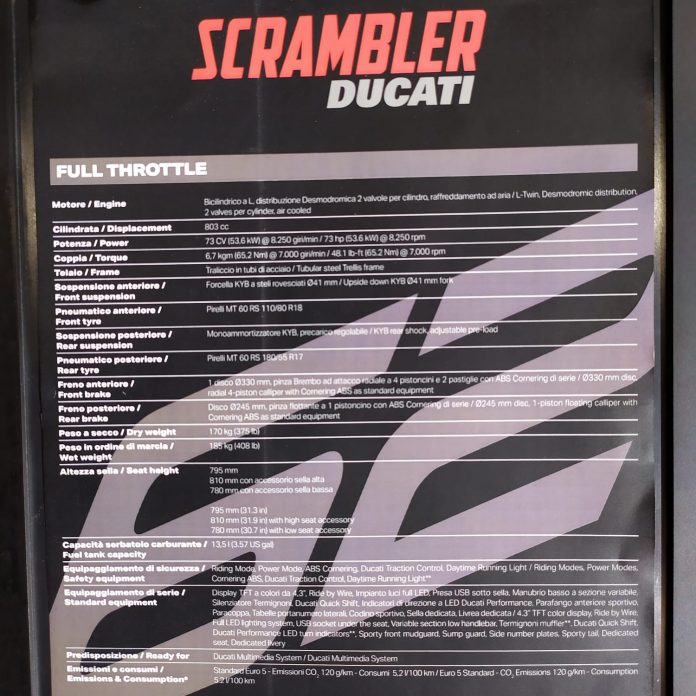 SCRAMBLER
DUCATI
FULL THROTTLE
Motore / Engine
Bicilindrico a L, distribuzione Desmodromica 2 valvole per cilindro, raffreddamento ad aria / L-Twin, Desmodromic distribution,
2 valves per cylinder, air cooled
Cilindrata / Displacement
803 cc
Potenza / Power
73 CV (53.6 kW) @ 8.250 giri/min / 73 hp (53.6 kW) @ 8,250 rpm
Coppia / Torque
6,7 kgm (65.2 Nm) @ 7.000 giri/min / 48.1 lb-ft (65.2 Nm) @ 7,000 rpm
Telaio / Frame
Traliccio in tubi di acciaio / Tubular steel Trellis frame
Sospensione anteriore /
Front suspension
Forcella KYB a steli rovesciati Ø41 mm / Upside down KYB Ø41 mm fork
Pneumatico anteriore /
Front tyre
Pirelli MT 60 RS 110/80 R18
Sospensione posteriore /
Rear suspension
Monoammortizzatore KYB, precarico regolabile / KYB rear shock, adjustable pre-load
Pneumatico posteriore /
Rear tyre
Pirelli MT 60 RS 180/55 R17
Freno anteriore /
Front brake
1 disco Ø330 mm, pinza Brembo ad attacco radiale a 4 pistoncini e 2 pastiglie con ABS Cornering di serie / Ø330 mm disc,
radial 4-piston calliper with Cornering ABS as standard equipment
Freno posteriore /
Rear brake
Disco Ø245 mm, pinza flottante a 1 pistoncino con ABS Cornering di serie / Ø245 mm disc, 1-piston floating calliper with
Cornering ABS as standard equipment
Peso a secco / Dry weight
170 kg (375 lb)
Peso in ordine di marcia /
Wet weight
185 kg (408 lb)
Altezza sella / Seat height
795 mm
810 mm con accessorio sella alta
780 mm con accessorio sella bassa
795 mm (31.3 in)
810 mm (31.9 in) with high seat accessory
780 mm (30.7 in) with low seat accessory
Capacità serbatoio carburante /
Fuel tank capacity
13,5 l (3.57 US gal)
Equipaggiamento di sicurezza /
Safety equipment
Riding Mode, Power Mode, ABS Cornering, Ducati Traction Control, Daytime Running Light / Riding Modes, Power Modes,
Cornering ABS, Ducati Traction Control, Daytime Running Light**
Equipaggiamento di serie /
Standard equipment
Display TFT a colori da 4,3", Ride by Wire, Impianto luci full LED, Presa USB sotto sella, Manubrio basso a sezione variabile,
Silenziatore Termignoni, Ducati Quick Shift, Indicatori di direzione a LED Ducati Performance, Parafango anteriore sportivo,
Paracoppa, Tabelle portanumero laterali, Codino sportivo, Sella dedicata, Livrea dedicata / 4.3" TFT color display, Ride by Wire,
Full LED lighting system, USB socket under the seat, Variable section low handlebar, Termignoni muffler**, Ducati Quick Shift,
Ducati Performance LED turn indicators**, Sporty front mudguard, Sump guard, Side number plates, Sporty tail, Dedicated
seat, Dedicated livery
Predisposizione / Ready for
Ducati Multimedia System / Ducati Multimedia System
Emissioni e consumi /
Emissions & Consumption*
Standard Euro 5 - Emissioni CO₂ 120 g/km - Consumi 5,2 l/100 km / Euro 5 Standard - CO₂ Emissions 120 g/km - Consumption
5.2 l/100 km